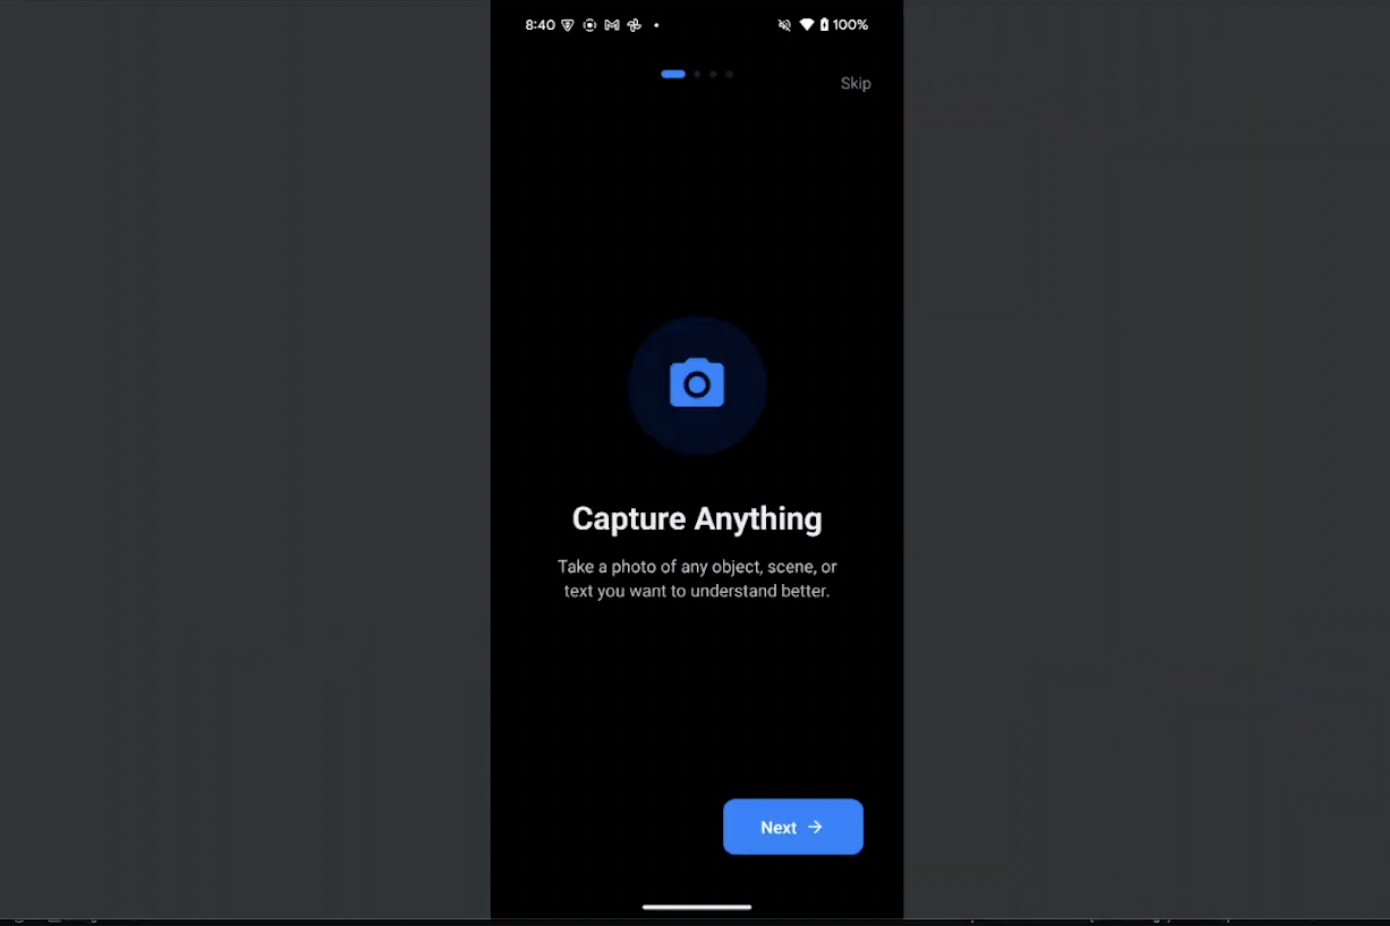 8:40 100%
Skip
Capture Anything
Take a photo of any object, scene, or
text you want to understand better.
Next